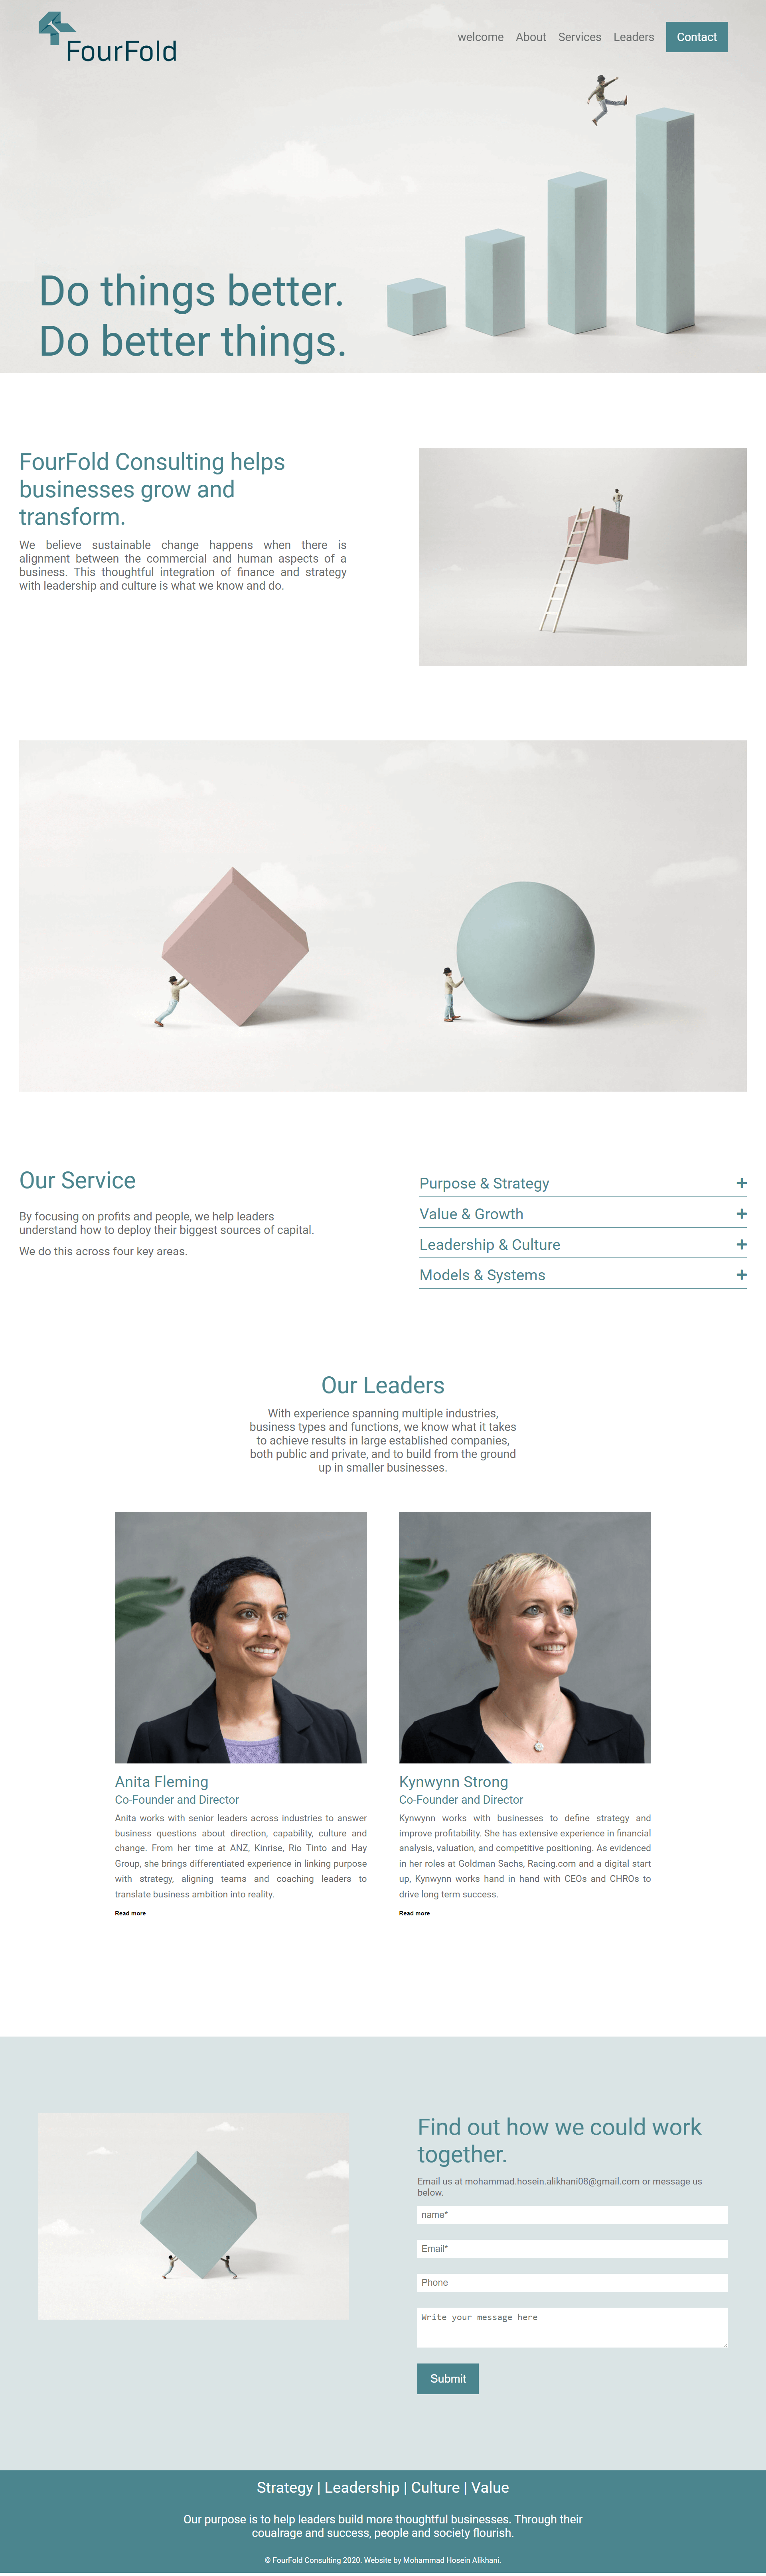 FourFold
welcome About Services Leaders Contact
Do things better.
Do better things.
FourFold Consulting helps
businesses grow and
transform.
We believe sustainable change happens when there is
alignment between the commercial and human aspects of a
business. This thoughtful integration of finance and strategy
with leadership and culture is what we know and do.
Our Service
By focusing on profits and people, we help leaders
understand how to deploy their biggest sources of capital.
We do this across four key areas.
Purpose & Strategy
Value & Growth
Leadership & Culture
Models & Systems
Our Leaders
With experience spanning multiple industries,
business types and functions, we know what it takes
to achieve results in large established companies,
both public and private, and to build from the ground
up in smaller businesses.
Anita Fleming
Co-Founder and Director
Anita works with senior leaders across industries to answer
business questions about direction, capability, culture and
change. From her time at ANZ, Kinrise, Rio Tinto and Hay
Group, she brings differentiated experience in linking purpose
with strategy, aligning teams and coaching leaders to
translate business ambition into reality.
Read more
Kynwynn Strong
Co-Founder and Director
Kynwynn works with businesses to define strategy and
improve profitability. She has extensive experience in financial
analysis, valuation, and competitive positioning. As evidenced
in her roles at Goldman Sachs, Racing.com and a digital start
up, Kynwynn works hand in hand with CEOs and CHROs to
drive long term success.
Read more
Find out how we could work
together.
Email us at mohammad.hosein.alikhani08@gmail.com or message us
below.
name*
Email*
Phone
Write your message here
Submit
Strategy | Leadership | Culture | Value
Our purpose is to help leaders build more thoughtful businesses. Through their
coualrage and success, people and society flourish.
© FourFold Consulting 2020. Website by Mohammad Hosein Alikhani.